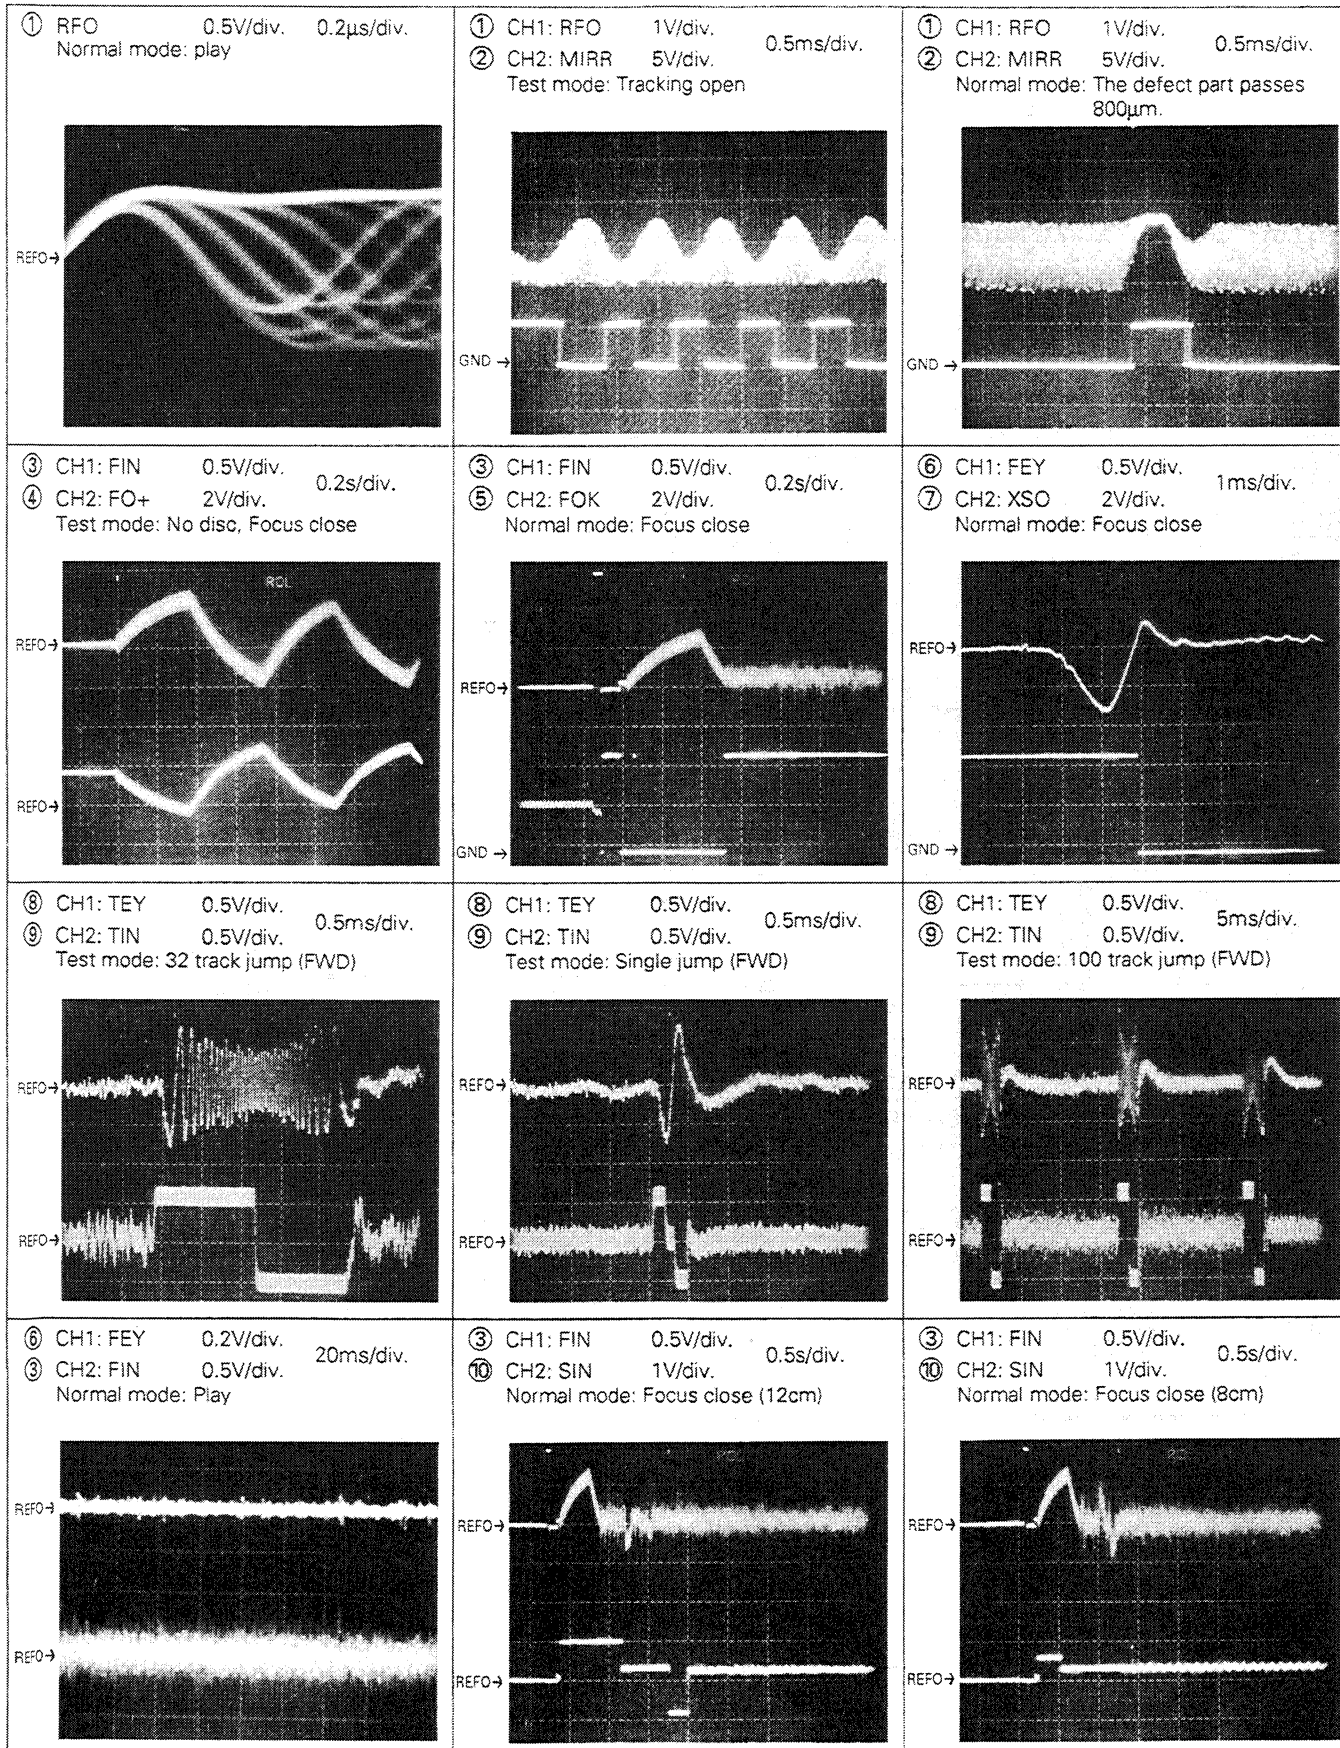 ① RFO 0.5V/div. 0.2µs/div.
Normal mode: play
REFO→
① CH1: RFO 1V/div. 0.5ms/div.
② CH2: MIRR 5V/div.
Test mode: Tracking open
GND →
① CH1: RFO 1V/div. 0.5ms/div.
② CH2: MIRR 5V/div.
Normal mode: The defect part passes
800µm.
GND →
③ CH1: FIN 0.5V/div. 0.2s/div.
④ CH2: FO+ 2V/div.
Test mode: No disc, Focus close
REFO→
REFO→
③ CH1: FIN 0.5V/div. 0.2s/div.
⑤ CH2: FOK 2V/div.
Normal mode: Focus close
REFO→
GND →
⑥ CH1: FEY 0.5V/div. 1ms/div.
⑦ CH2: XSO 2V/div.
Normal mode: Focus close
REFO→
GND →
⑧ CH1: TEY 0.5V/div. 0.5ms/div.
⑨ CH2: TIN 0.5V/div.
Test mode: 32 track jump (FWD)
REFO→
REFO→
⑧ CH1: TEY 0.5V/div. 0.5ms/div.
⑨ CH2: TIN 0.5V/div.
Test mode: Single jump (FWD)
REFO→
REFO→
⑧ CH1: TEY 0.5V/div. 5ms/div.
⑨ CH2: TIN 0.5V/div.
Test mode: 100 track jump (FWD)
REFO→
REFO→
⑥ CH1: FEY 0.2V/div. 20ms/div.
③ CH2: FIN 0.5V/div.
Normal mode: Play
REFO→
REFO→
③ CH1: FIN 0.5V/div. 0.5s/div.
⑩ CH2: SIN 1V/div.
Normal mode: Focus close (12cm)
REFO→
REFO→
③ CH1: FIN 0.5V/div. 0.5s/div.
⑩ CH2: SIN 1V/div.
Normal mode: Focus close (8cm)
REFO→
REFO→